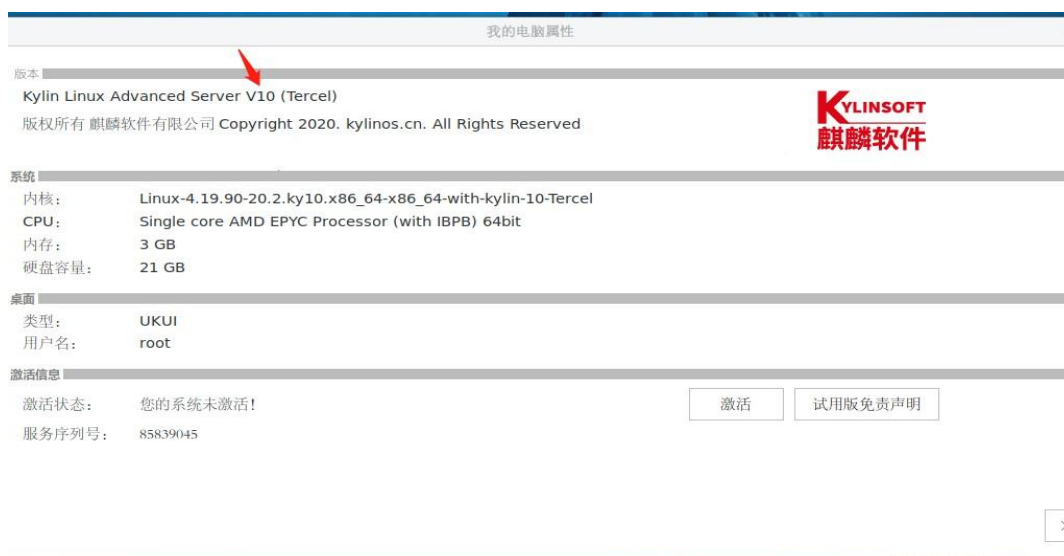 我的电脑属性
版本
Kylin Linux Advanced Server V10 (Tercel)
版权所有 麒麟软件有限公司 Copyright 2020. kylinos.cn. All Rights Reserved
KYLINSOFT
麒麟软件
系统
内核： Linux-4.19.90-20.2.ky10.x86_64-x86_64-with-kylin-10-Tercel
CPU： Single core AMD EPYC Processor (with IBPB) 64bit
内存： 3 GB
硬盘容量： 21 GB
桌面
类型： UKUI
用户名： root
激活信息
激活状态： 您的系统未激活！ 激活 试用版免责声明
服务序列号： 85839045